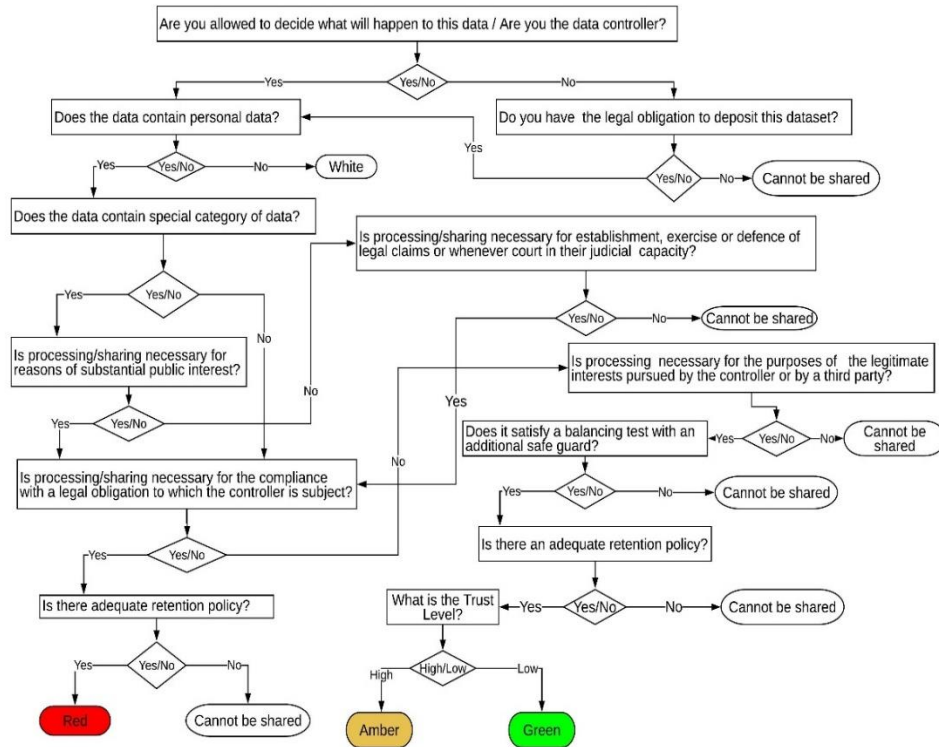 Are you allowed to decide what will happen to this data / Are you the data controller?
Yes
Yes/No
No
Does the data contain personal data?
Do you have the legal obligation to deposit this dataset?
Yes
Yes
Yes/No
No
White
Yes/No
No
Cannot be shared
Does the data contain special category of data?
Is processing/sharing necessary for establishment, exercise or defence of
legal claims or whenever court in their judicial capacity?
Yes
Yes/No
Yes/No
No
Cannot be shared
No
Is processing/sharing necessary for
reasons of substantial public interest?
Is processing necessary for the purposes of the legitimate
interests pursued by the controller or by a third party?
No
Yes
Yes
Yes/No
Does it satisfy a balancing test with an
additional safe guard?
Yes
Yes/No
No
Cannot be
shared
No
Is processing/sharing necessary for the compliance
with a legal obligation to which the controller is subject?
Yes
Yes/No
No
Cannot be shared
Is there an adequate retention policy?
Yes
Yes/No
Is there adequate retention policy?
What is the Trust
Level?
Yes
Yes/No
No
Cannot be shared
Yes
Yes/No
No
High
High/Low
Low
Red
Cannot be shared
Amber
Green